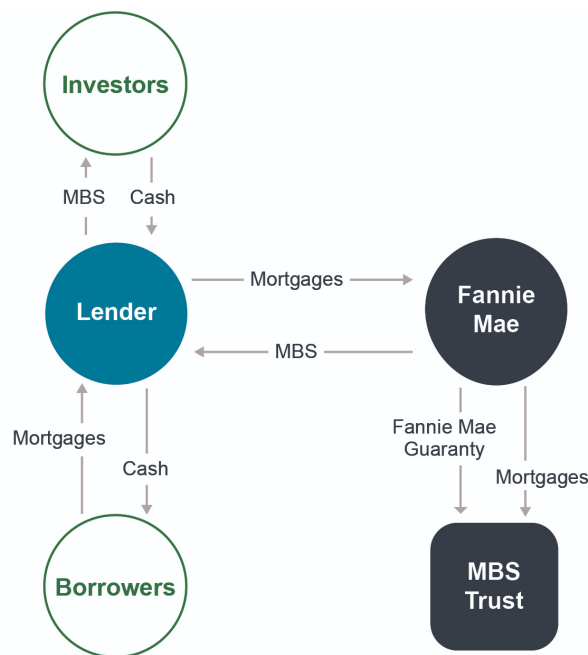 Investors
MBS
Cash
Lender
Mortgages
Fannie
Mae
MBS
Mortgages
Cash
Fannie Mae
Guaranty
Mortgages
Borrowers
MBS
Trust